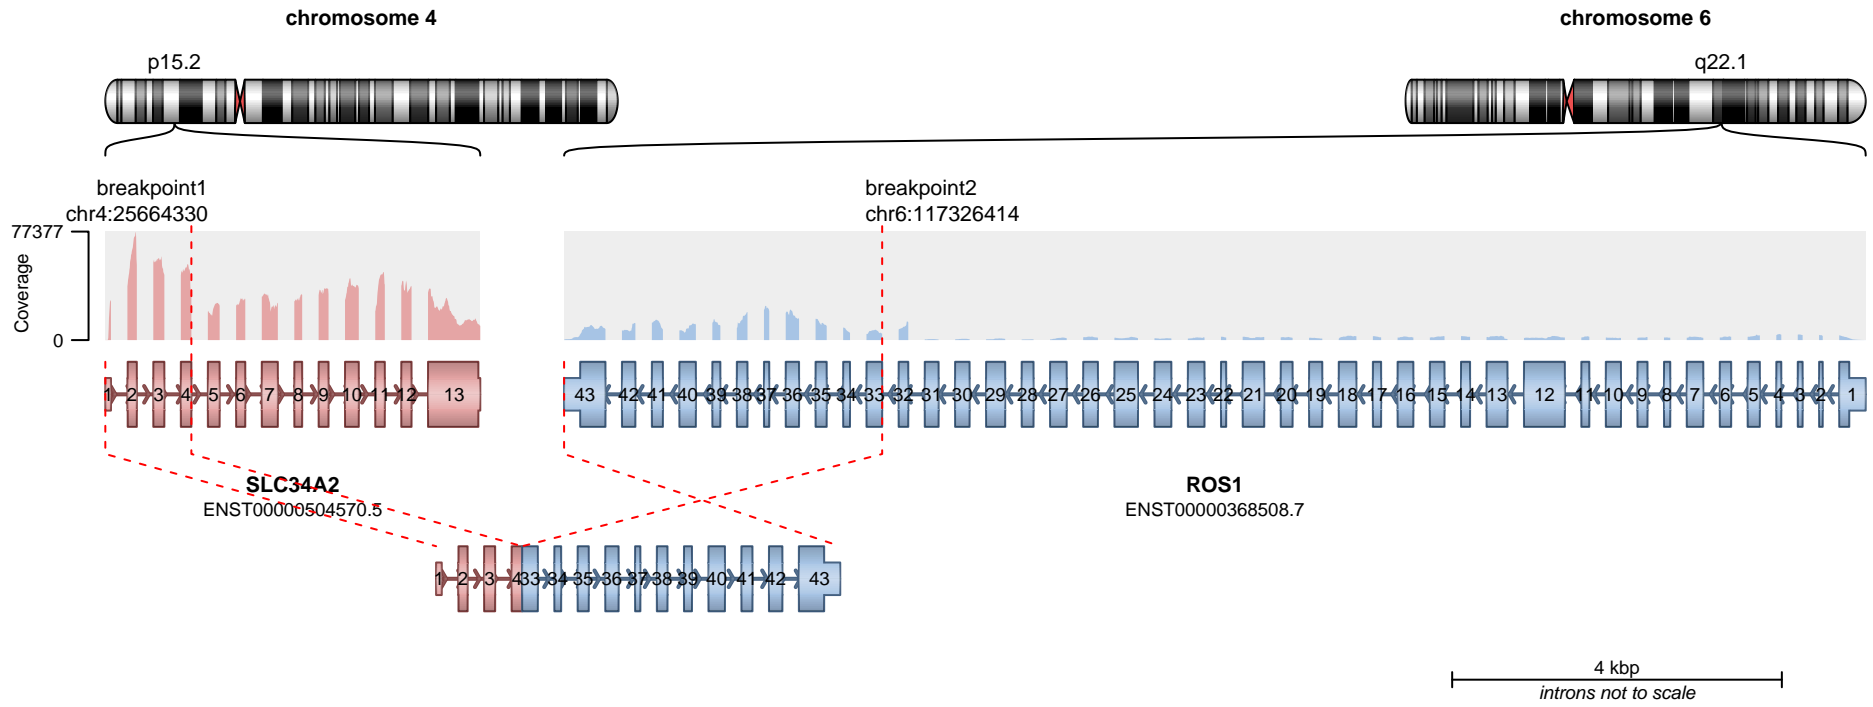 chromosome 4
chromosome 6
p15.2
q22.1
breakpoint1
chr4:25664330
breakpoint2
chr6:117326414
77377
Coverage
0
1 2 3 4 5 6 7 8 9 10 11 12 13
43 42 41 40 39 38 37 36 35 34 33 32 31 30 29 28 27 26 25 24 23 22 21 20 19 18 17 16 15 14 13 12 11 10 9 8 7 6 5 4 3 2 1
SLC34A2
ENST00000504570.5
ROS1
ENST00000368508.7
1 2 3 4 33 34 35 36 37 38 39 40 41 42 43
4 kbp
introns not to scale